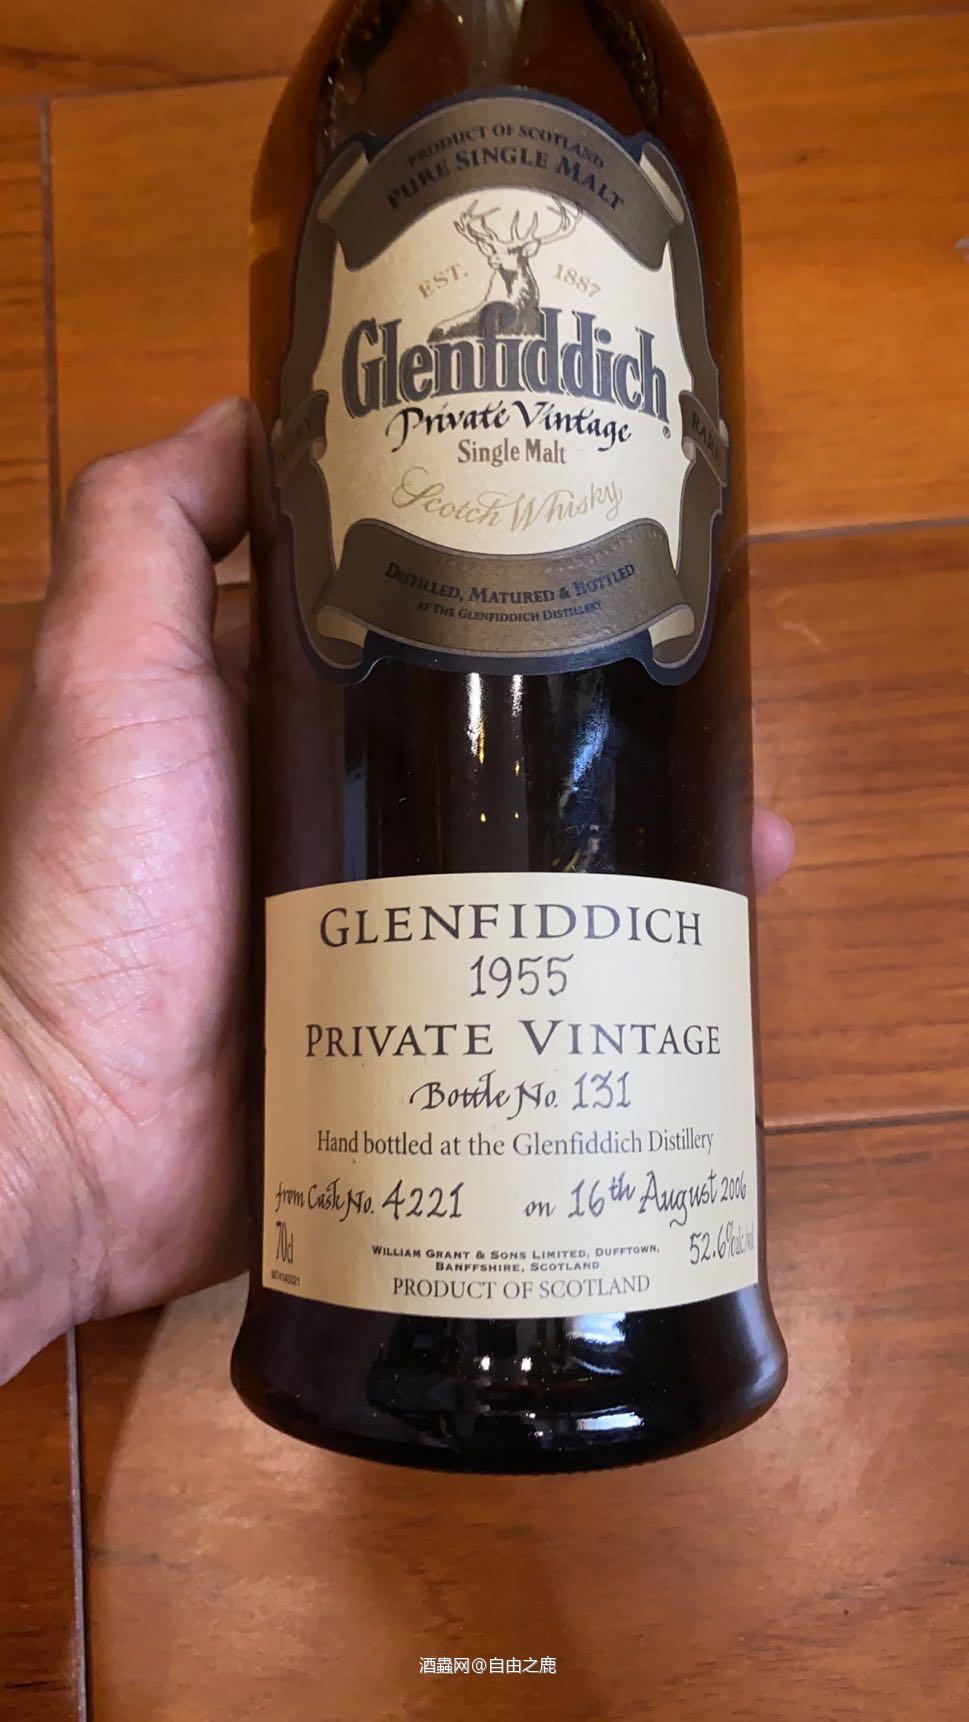 PRODUCT OF SCOTLAND
PURE SINGLE MALT
EST. 1887
Glenfiddich®
Private Vintage
VERY RARE
Single Malt
Scotch Whisky
DISTILLED, MATURED & BOTTLED
AT THE GLENFIDDICH DISTILLERY
GLENFIDDICH
1955
PRIVATE VINTAGE
Bottle No. 131
Hand bottled at the Glenfiddich Distillery
from Cask No. 4221 on 16th August 2006
70cl 52.6%alc/vol
WILLIAM GRANT & SONS LIMITED, DUFFTOWN,
BANFFSHIRE, SCOTLAND
PRODUCT OF SCOTLAND
酒蟲网@自由之鹿